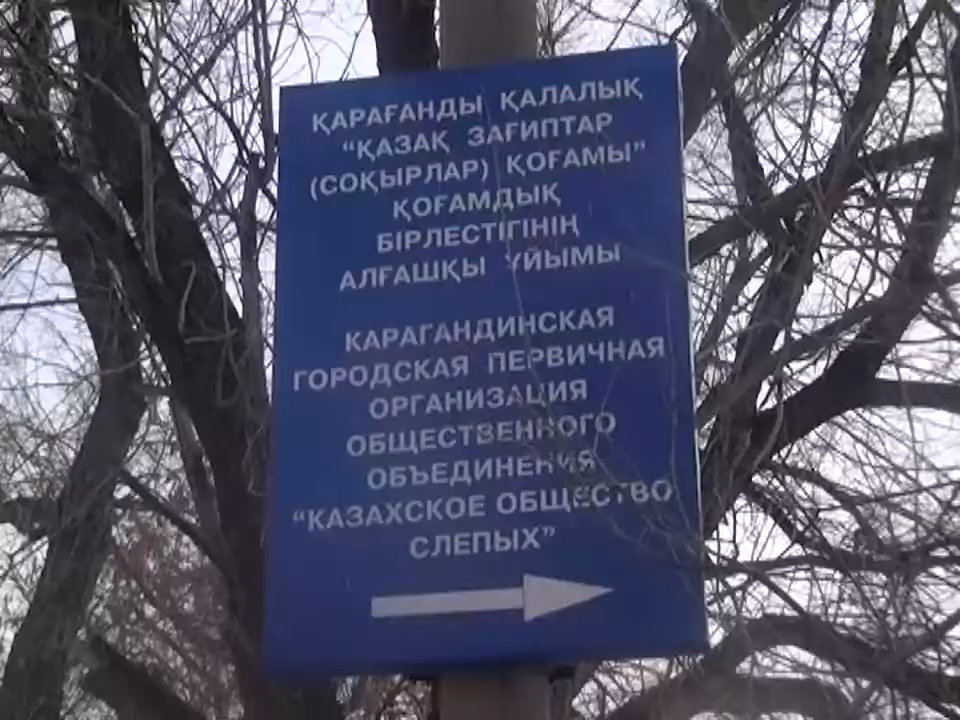 ҚАРАҒАНДЫ ҚАЛАЛЫҚ
“ҚАЗАҚ ЗАҒИПТАР
(СОҚЫРЛАР) ҚОҒАМЫ”
ҚОҒАМДЫҚ
БІРЛЕСТІГІНІҢ
АЛҒАШҚЫ ҰЙЫМЫ
КАРАГАНДИНСКАЯ
ГОРОДСКАЯ ПЕРВИЧНАЯ
ОРГАНИЗАЦИЯ
ОБЩЕСТВЕННОГО
ОБЪЕДИНЕНИЯ
“КАЗАХСКОЕ ОБЩЕСТВО
СЛЕПЫХ”